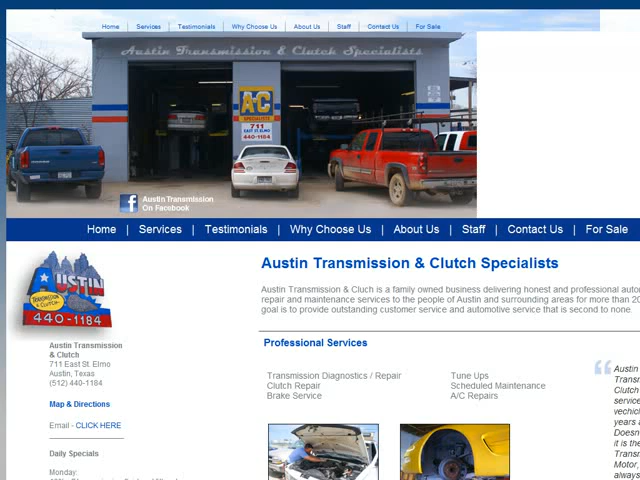 Home Services Testimonials Why Choose Us About Us Staff Contact Us For Sale
Austin Transmission & Clutch Specialists
A/C
SPECIALISTS
711
EAST ST. ELMO
440-1184
Austin Transmission
On Facebook
Home | Services | Testimonials | Why Choose Us | About Us | Staff | Contact Us | For Sale
AUSTIN
TRANSMISSION
& CLUTCH
440-1184
Austin Transmission
& Clutch
711 East St. Elmo
Austin, Texas
(512) 440-1184
Map & Directions
Email - CLICK HERE
Daily Specials
Monday:
Austin Transmission & Clutch Specialists
Austin Transmission & Cluch is a family owned business delivering honest and professional auto
repair and maintenance services to the people of Austin and surrounding areas for more than 20
goal is to provide outstanding customer service and automotive service that is second to none.
Professional Services
Transmission Diagnostics / Repair
Clutch Repair
Brake Service
Tune Ups
Scheduled Maintenance
A/C Repairs
Austin
Transm
Clutch
service
vechicl
years a
Doesn
it is the
Transm
Motor,
always